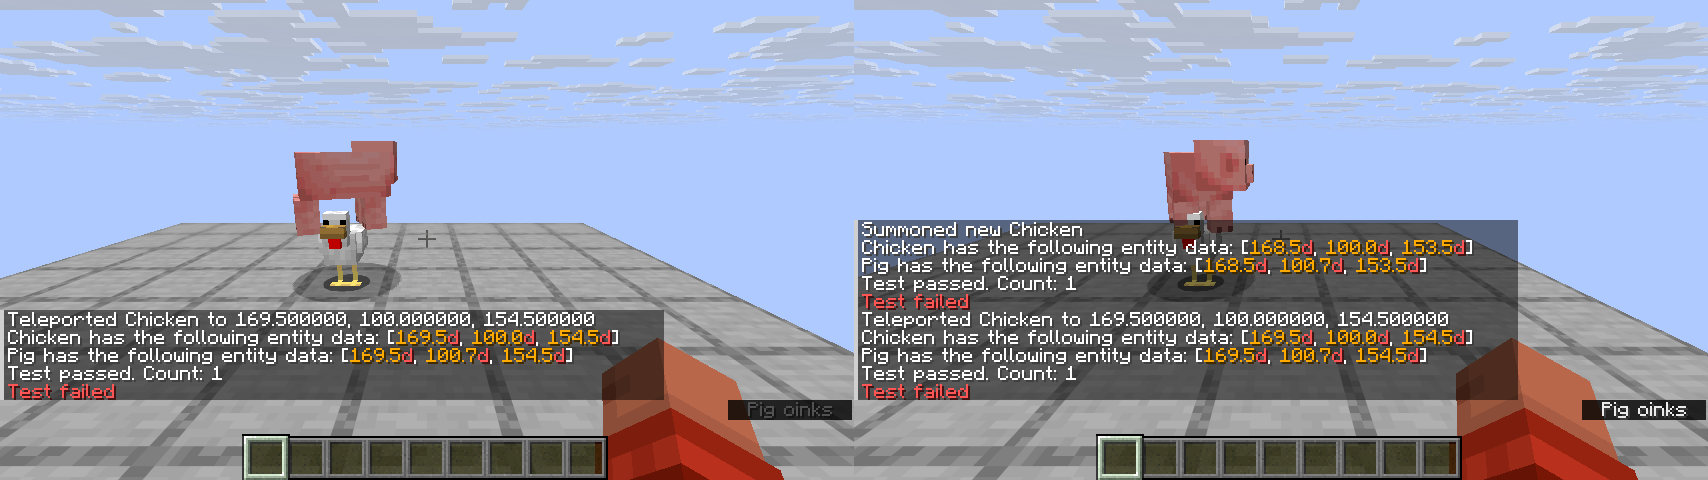 Teleported Chicken to 169.500000, 100.000000, 154.500000
Chicken has the following entity data: [169.5d, 100.0d, 154.5d]
Pig has the following entity data: [169.5d, 100.7d, 154.5d]
Test passed. Count: 1
Test failed
Pig oinks
Summoned new Chicken
Chicken has the following entity data: [168.5d, 100.0d, 153.5d]
Pig has the following entity data: [168.5d, 100.7d, 153.5d]
Test passed. Count: 1
Test failed
Teleported Chicken to 169.500000, 100.000000, 154.500000
Chicken has the following entity data: [169.5d, 100.0d, 154.5d]
Pig has the following entity data: [169.5d, 100.7d, 154.5d]
Test passed. Count: 1
Test failed
Pig oinks